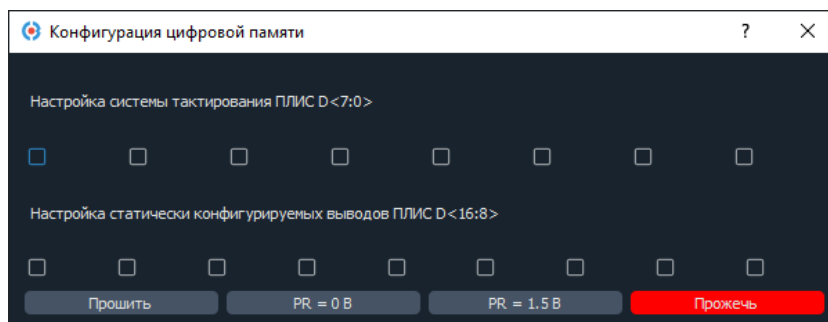 Конфигурация цифровой памяти ?
Настройка системы тактирования ПЛИС D<7:0>
Настройка статически конфигурируемых выводов ПЛИС D<16:8>
Прошить PR = 0 В PR = 1.5 В Прожечь